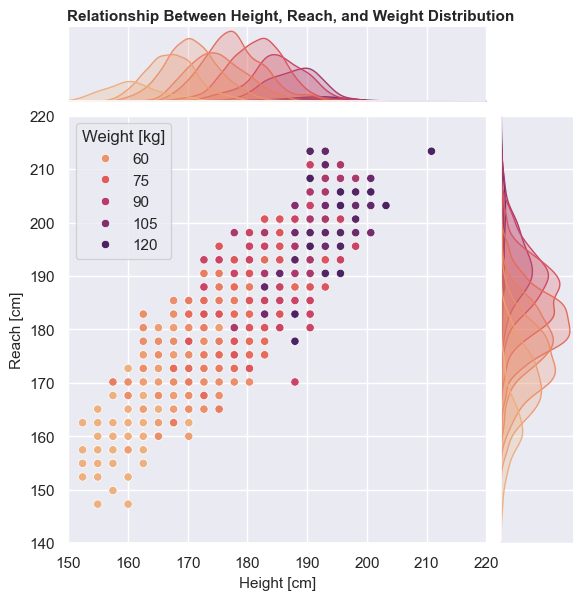 Relationship Between Height, Reach, and Weight Distribution
220
210
200
190
180
170
160
150
140
Reach [cm]
Weight [kg]
60
75
90
105
120
150 160 170 180 190 200 210 220
Height [cm]